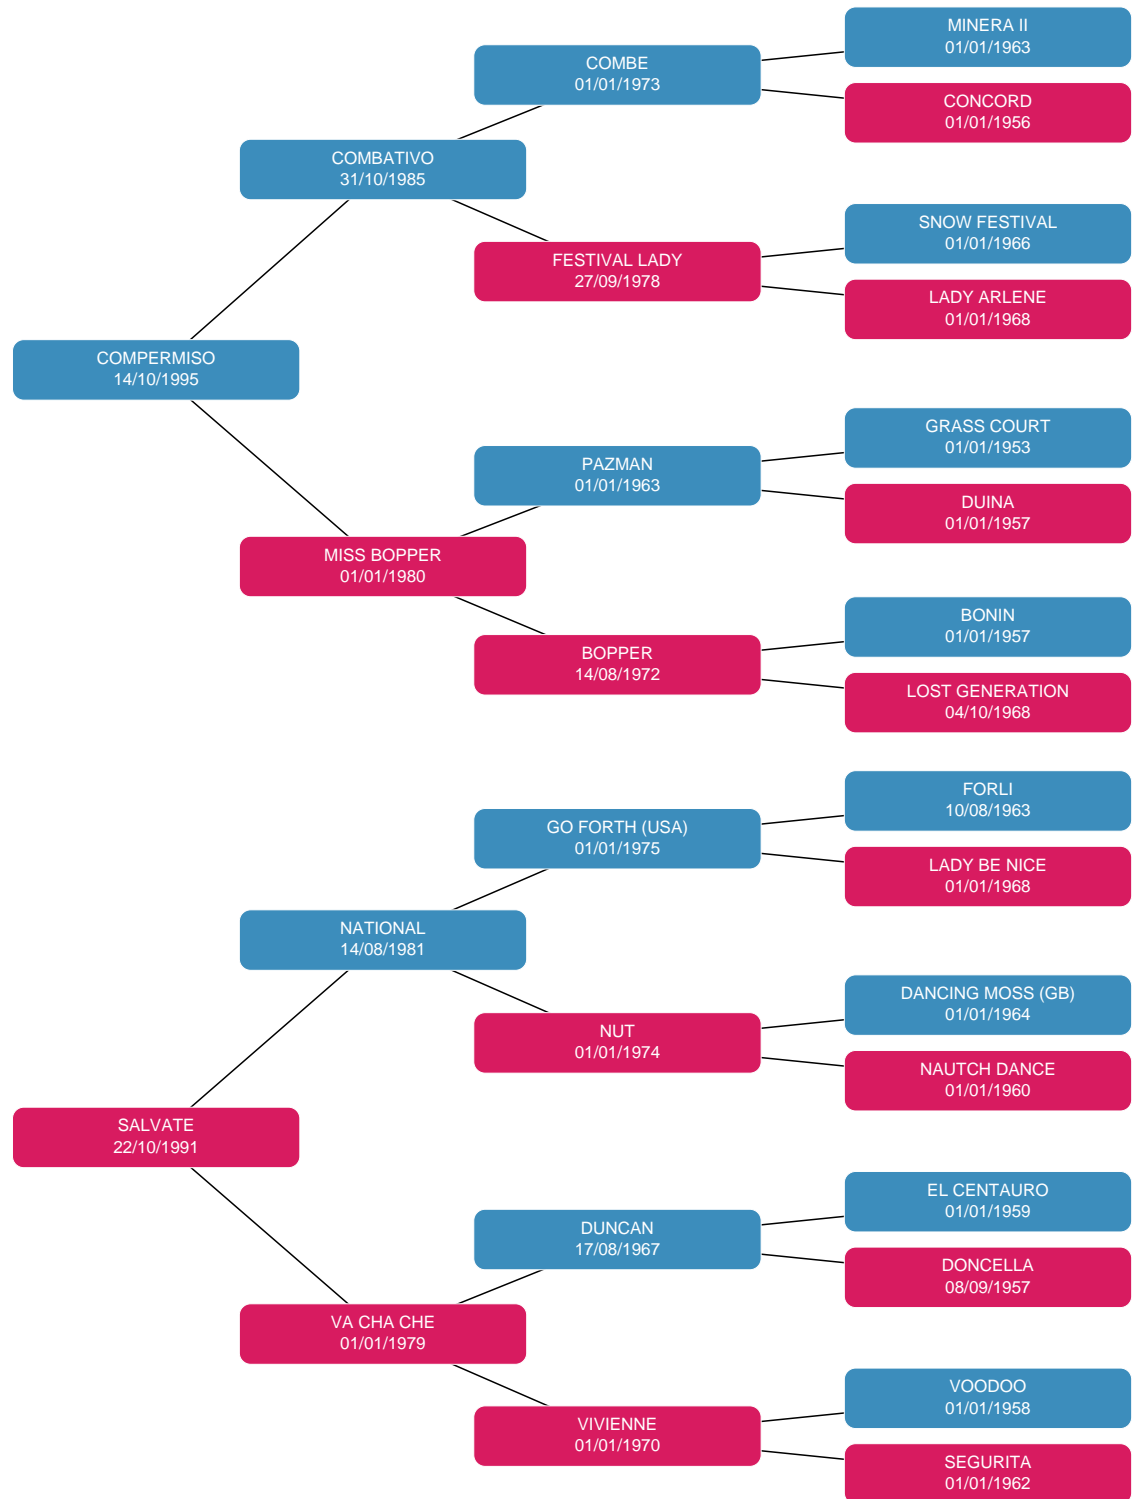 MINERA II
01/01/1963
COMBE
01/01/1973
CONCORD
01/01/1956
COMBATIVO
31/10/1985
SNOW FESTIVAL
01/01/1966
FESTIVAL LADY
27/09/1978
LADY ARLENE
01/01/1968
COMPERMISO
14/10/1995
GRASS COURT
01/01/1953
PAZMAN
01/01/1963
DUINA
01/01/1957
MISS BOPPER
01/01/1980
BONIN
01/01/1957
BOPPER
14/08/1972
LOST GENERATION
04/10/1968
FORLI
10/08/1963
GO FORTH (USA)
01/01/1975
LADY BE NICE
01/01/1968
NATIONAL
14/08/1981
DANCING MOSS (GB)
01/01/1964
NUT
01/01/1974
NAUTCH DANCE
01/01/1960
SALVATE
22/10/1991
EL CENTAURO
01/01/1959
DUNCAN
17/08/1967
DONCELLA
08/09/1957
VA CHA CHE
01/01/1979
VOODOO
01/01/1958
VIVIENNE
01/01/1970
SEGURITA
01/01/1962